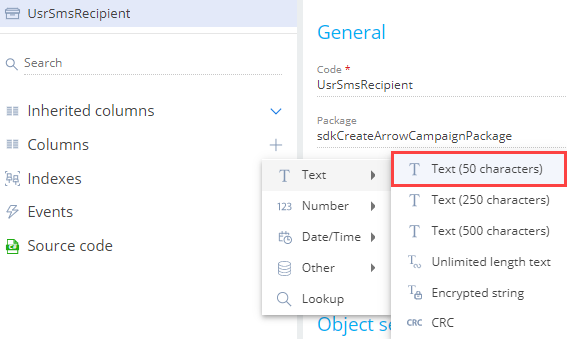 UsrSmsRecipient
Search
Inherited columns
Columns
Indexes
Events
C#
Source code
General
Code *
UsrSmsRecipient
Package
sdkCreateArrowCampaignPackage
T Text
123 Number
Date/Time
Other
Lookup
T Text (50 characters)
T Text (250 characters)
T Text (500 characters)
T Unlimited length text
T Encrypted string
CRC CRC
Object se